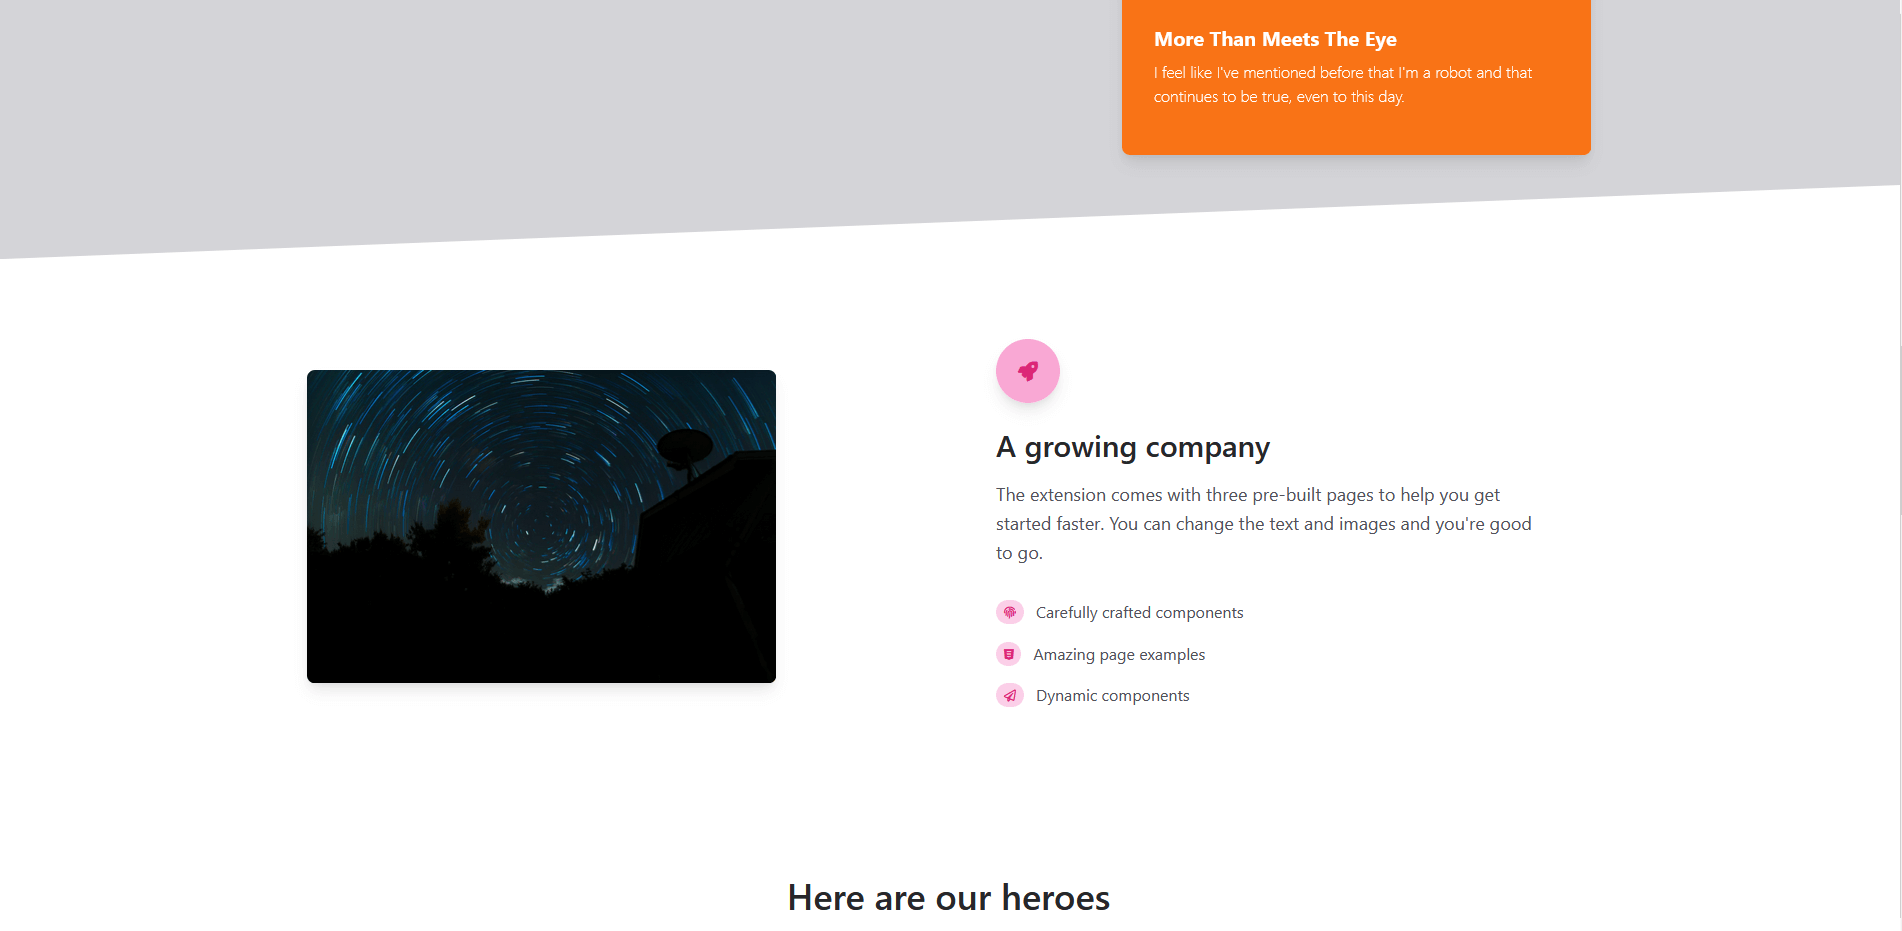 More Than Meets The Eye
I feel like I've mentioned before that I'm a robot and that
continues to be true, even to this day.
A growing company
The extension comes with three pre-built pages to help you get
started faster. You can change the text and images and you're good
to go.
Carefully crafted components
Amazing page examples
Dynamic components
Here are our heroes